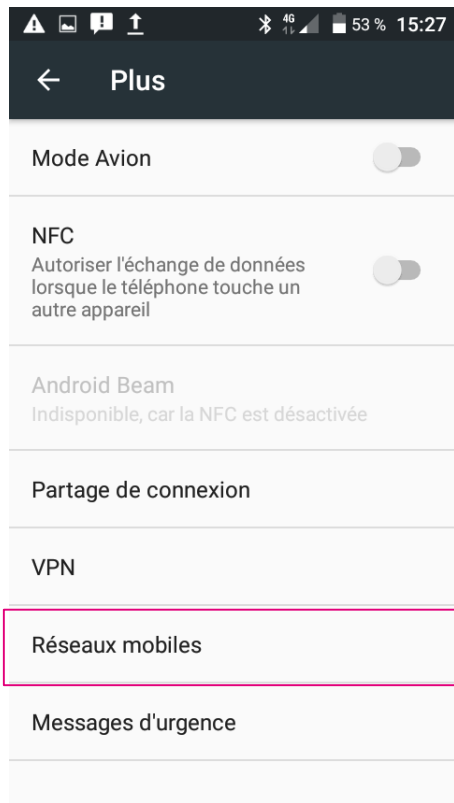 4G 53 % 15:27
Plus
Mode Avion
NFC
Autoriser l'échange de données
lorsque le téléphone touche un
autre appareil
Android Beam
Indisponible, car la NFC est désactivée
Partage de connexion
VPN
Réseaux mobiles
Messages d'urgence